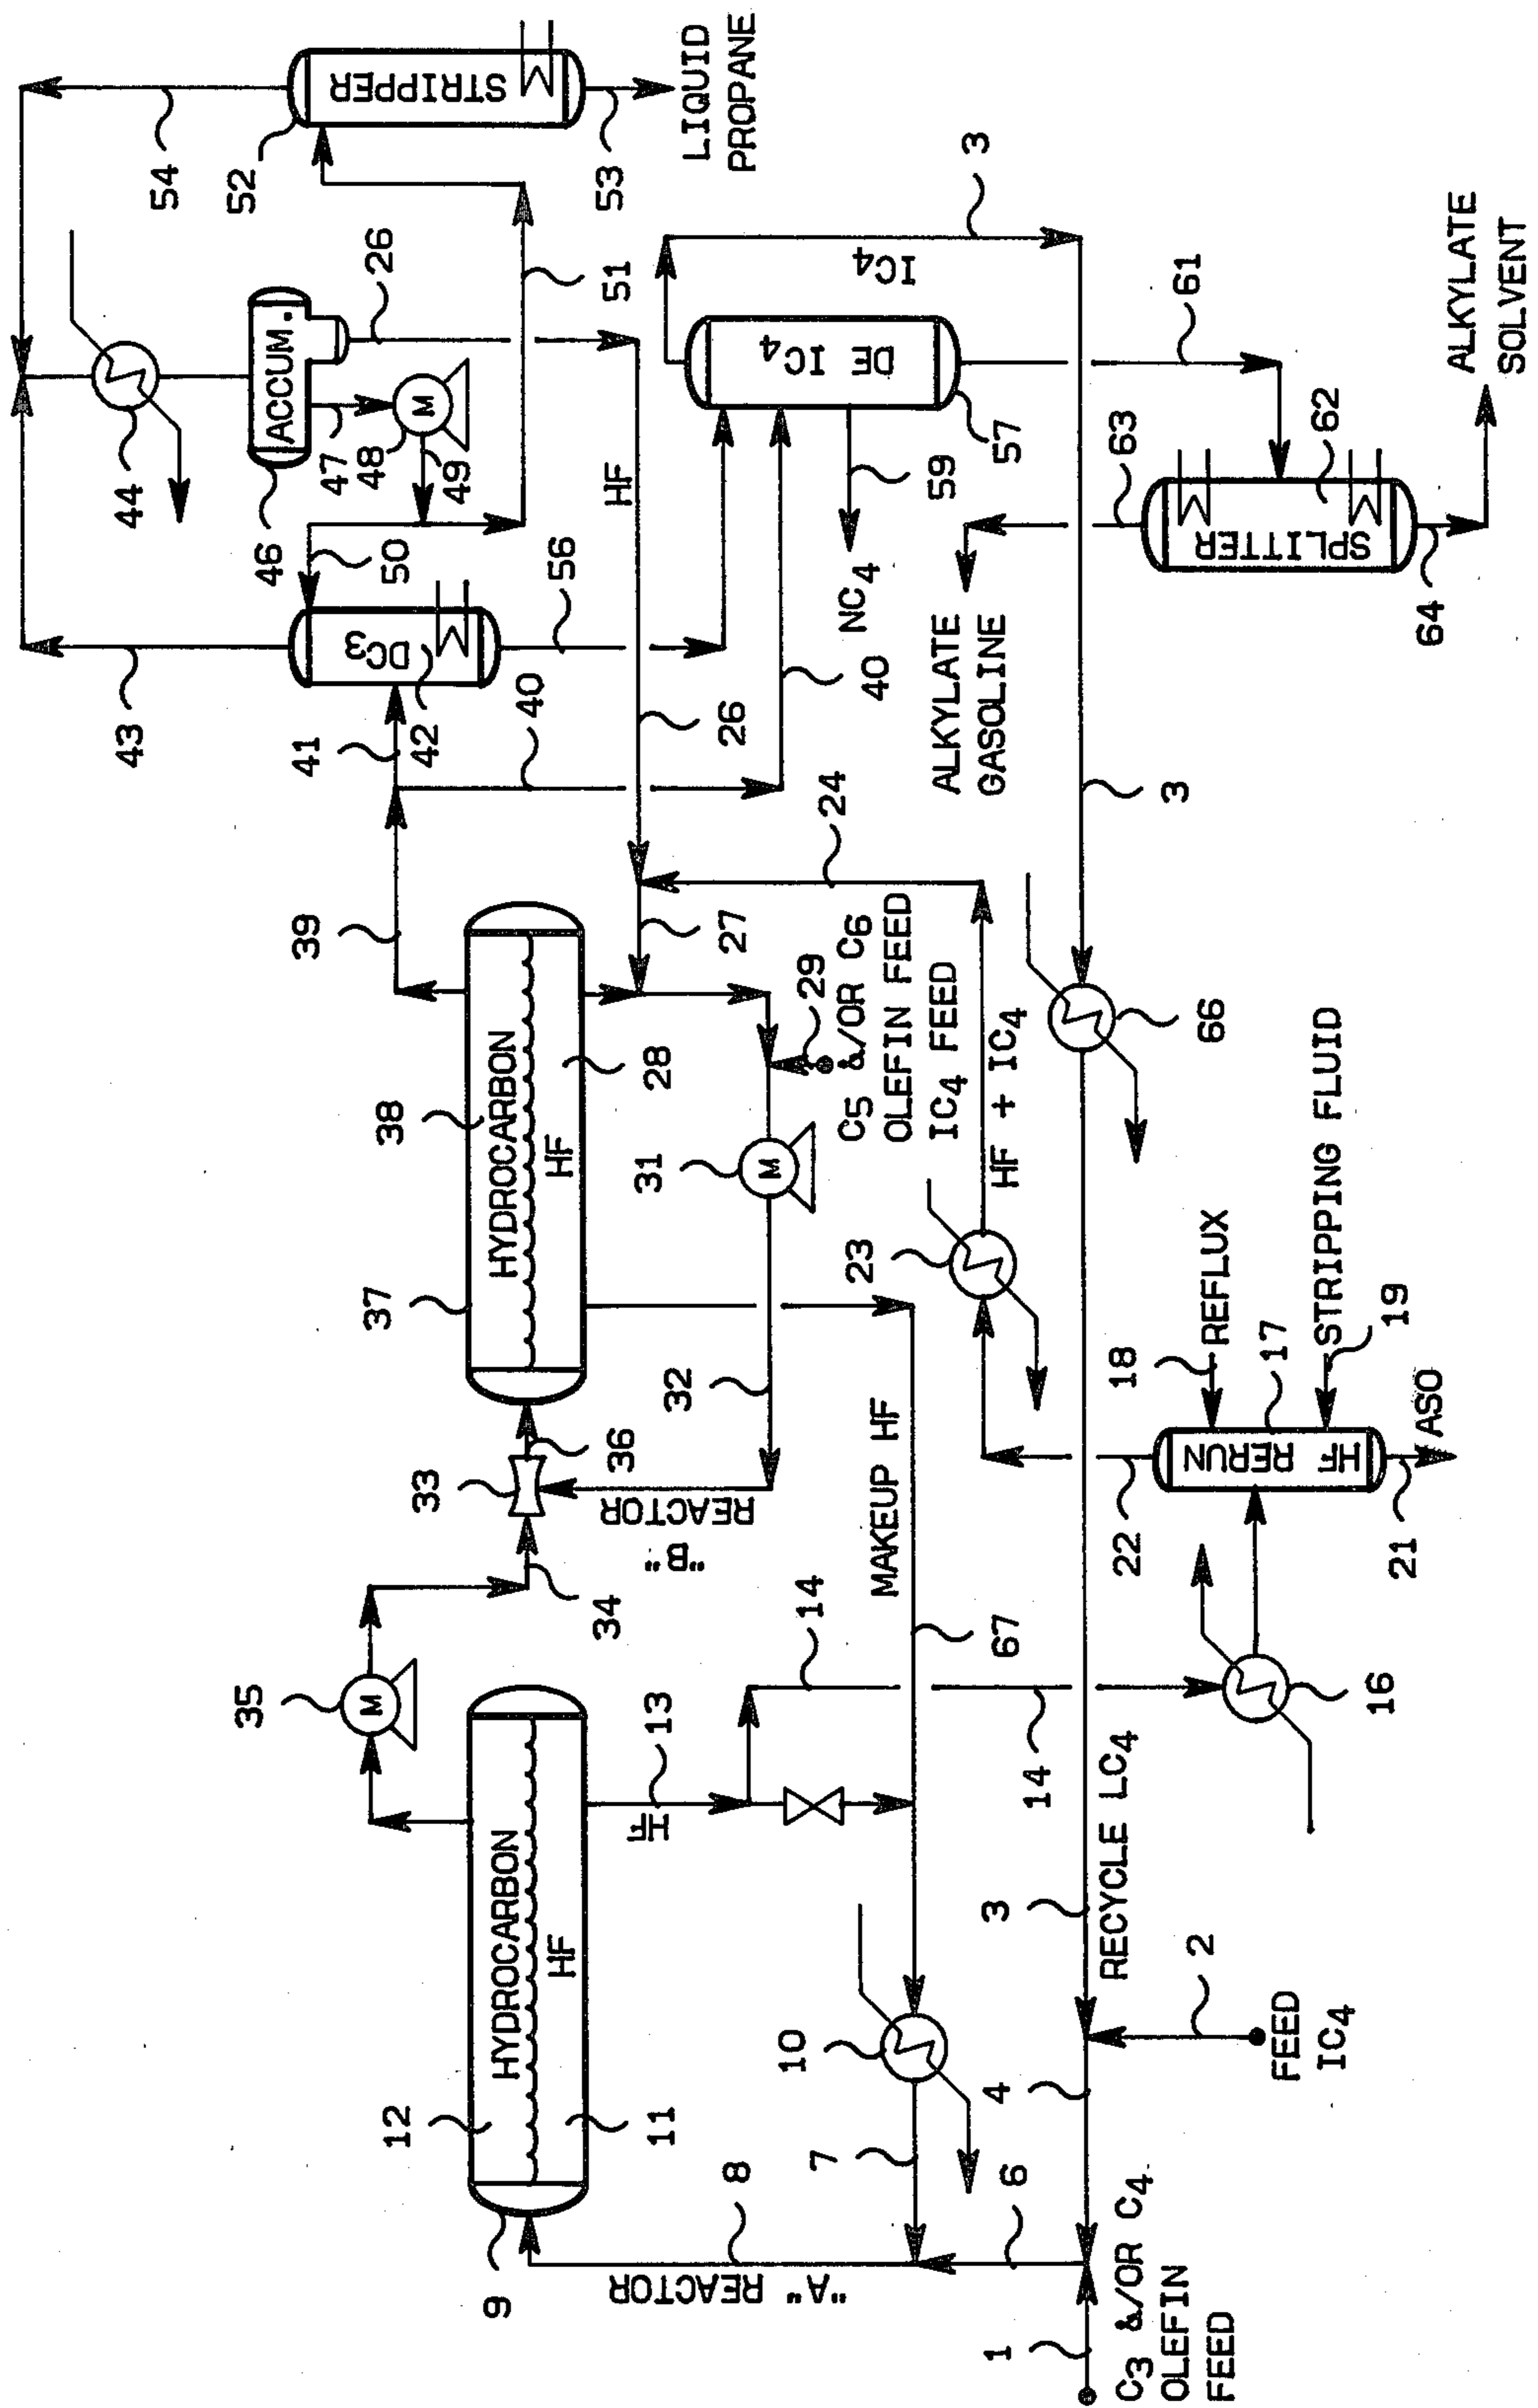 54
43
44
52
STRIPPER
35
39
41
46
ACCUM.
26
47
48
M
49
50
DC₃
42
9
12
HYDROCARBON
11
HF
M
34
33
36
37
38
HYDROCARBON
28
HF
40
56
51
53
LIQUID
PROPANE
13
HF
"B"
REACTOR
32
31
M
27
26
HF
8
"A" REACTOR
10
7
14
67
MAKEUP HF
29
C₅ &/OR C₆
OLEFIN FEED
IC₄ FEED
24
40
NC₄
59
57
DE IC₄
IC₄
3
6
4
3
14
RECYCLE LC₄
23
HF + IC₄
66
3
ALKYLATE
GASOLINE
63
61
1
C₃ &/OR C₄
OLEFIN
FEED
2
FEED
IC₄
16
22
HF RERUN
18
REFLUX
17
STRIPPING FLUID
19
21
ASO
SPLITTER
62
64
ALKYLATE
SOLVENT